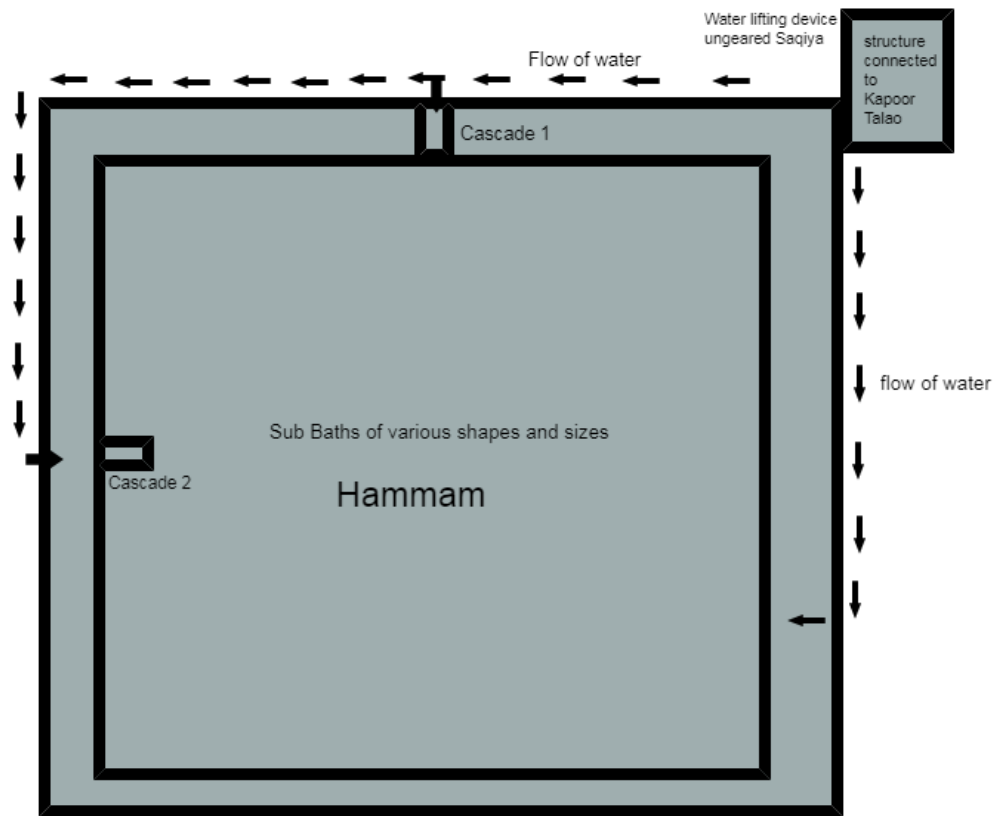 Water lifting device
ungeared Saqiya
structure
connected
to
Kapoor
Talao
Flow of water
Cascade 1
flow of water
Sub Baths of various shapes and sizes
Cascade 2
Hammam